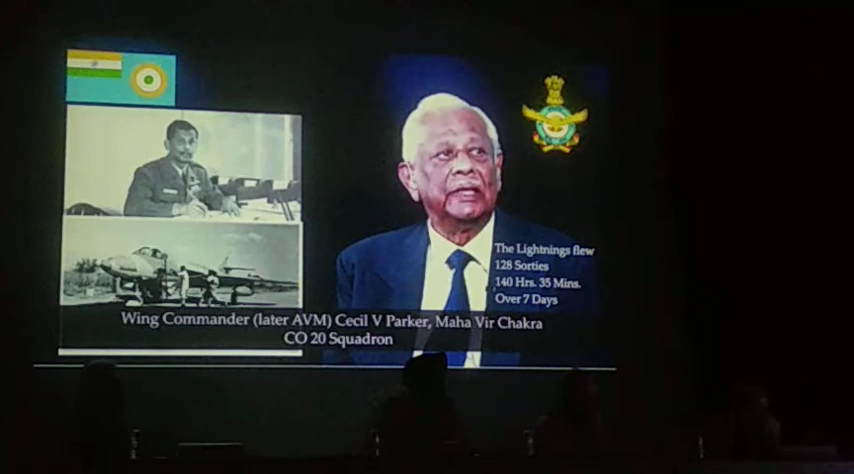 The Lightnings flew
128 Sorties
140 Hrs. 35 Mins.
Over 7 Days
Wing Commander (later AVM) Cecil V Parker, Maha Vir Chakra
CO 20 Squadron